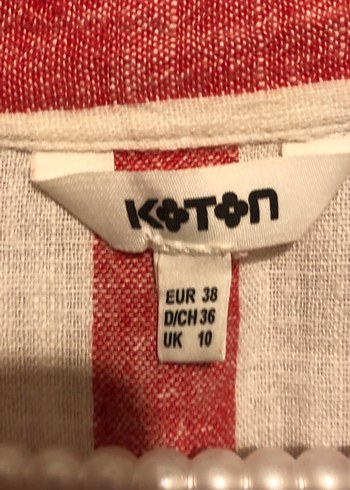 KOTON
EUR 38
D/CH 36
UK 10